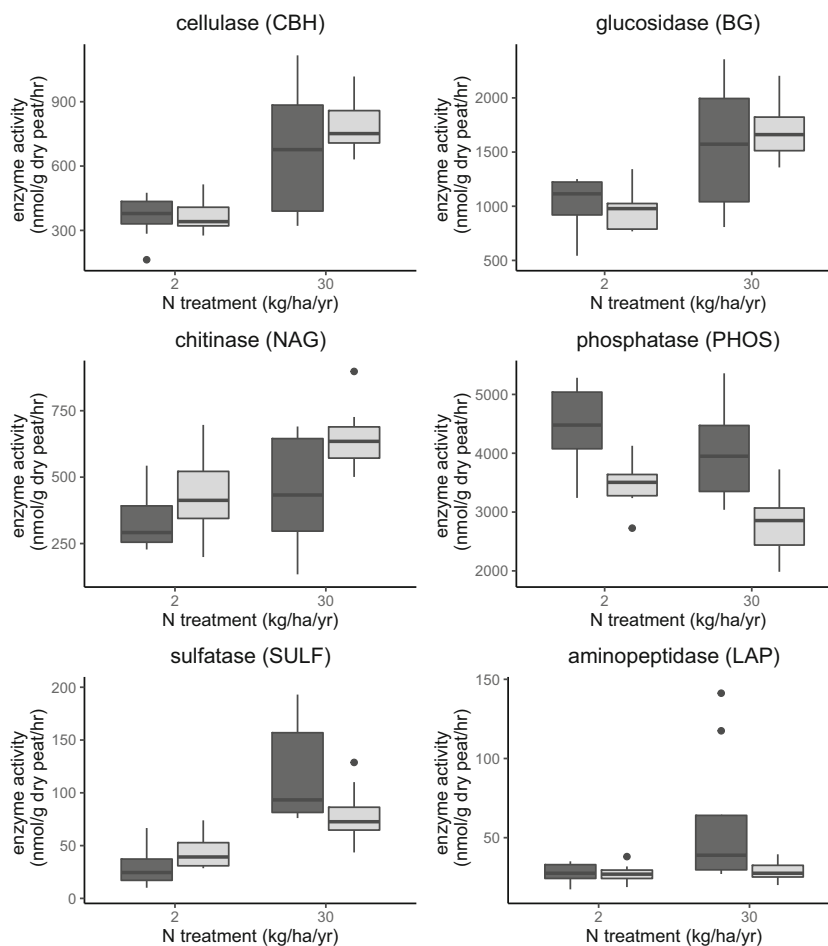 cellulase (CBH)
enzyme activity
(nmol/g dry peat/hr)
900
600
300
2
30
N treatment (kg/ha/yr)
glucosidase (BG)
enzyme activity
(nmol/g dry peat/hr)
2000
1500
1000
500
2
30
N treatment (kg/ha/yr)
chitinase (NAG)
enzyme activity
(nmol/g dry peat/hr)
750
500
250
2
30
N treatment (kg/ha/yr)
phosphatase (PHOS)
enzyme activity
(nmol/g dry peat/hr)
5000
4000
3000
2000
2
30
N treatment (kg/ha/yr)
sulfatase (SULF)
enzyme activity
(nmol/g dry peat/hr)
200
150
100
50
0
2
30
N treatment (kg/ha/yr)
aminopeptidase (LAP)
enzyme activity
(nmol/g dry peat/hr)
150
100
50
2
30
N treatment (kg/ha/yr)